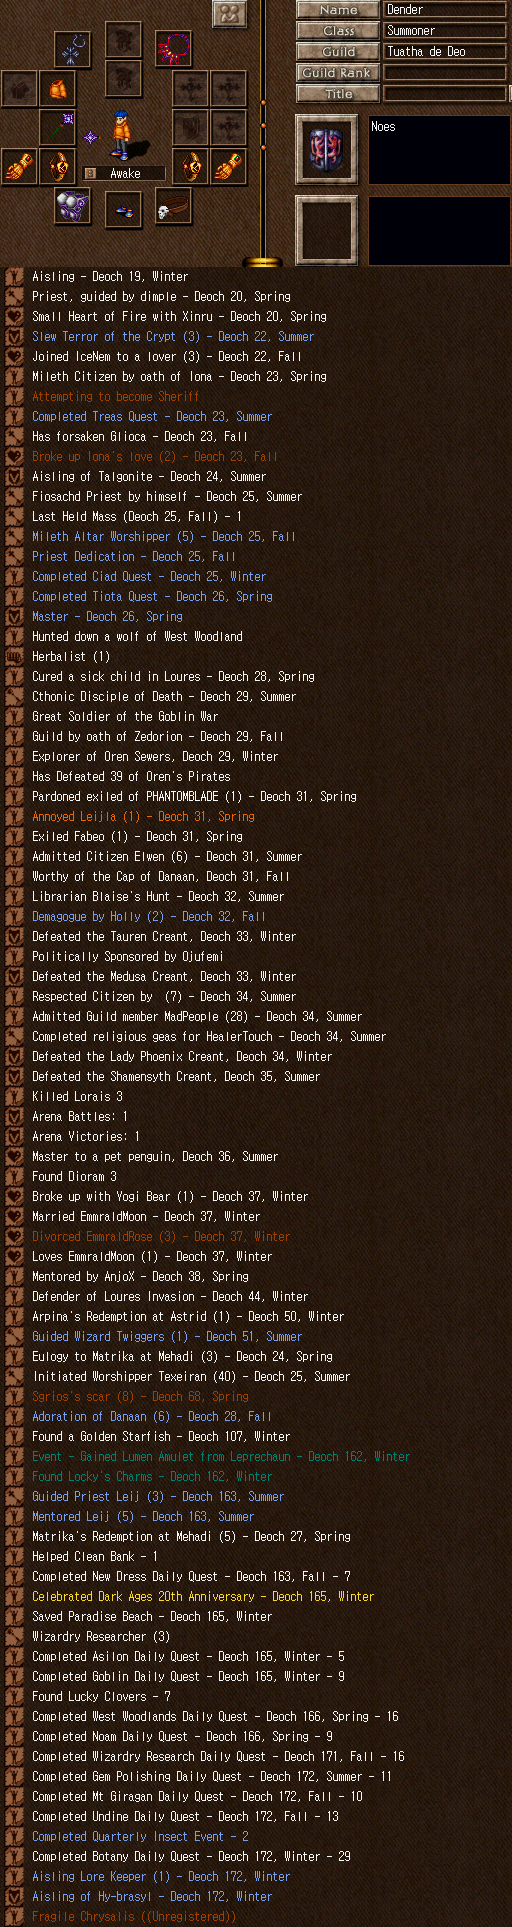 Name
Dender
Class
Summoner
Guild
Tuatha de Deo
Guild Rank
Title
Noes
Awake
Aisling - Deoch 19, Winter
Priest, guided by dimple - Deoch 20, Spring
Small Heart of Fire with Xinru - Deoch 20, Spring
Slew Terror of the Crypt (3) - Deoch 22, Summer
Joined IceNem to a lover (3) - Deoch 22, Fall
Mileth Citizen by oath of Iona - Deoch 23, Spring
Attempting to become Sheriff
Completed Treas Quest - Deoch 23, Summer
Has forsaken Glioca - Deoch 23, Fall
Broke up Iona's love (2) - Deoch 23, Fall
Aisling of Talgonite - Deoch 24, Summer
Fiosachd Priest by himself - Deoch 25, Summer
Last Held Mass (Deoch 25, Fall) - 1
Mileth Altar Worshipper (5) - Deoch 25, Fall
Priest Dedication - Deoch 25, Fall
Completed Ciad Quest - Deoch 25, Winter
Completed Tiota Quest - Deoch 26, Spring
Master - Deoch 26, Spring
Hunted down a wolf of West Woodland
Herbalist (1)
Cured a sick child in Loures - Deoch 28, Spring
Cthonic Disciple of Death - Deoch 29, Summer
Great Soldier of the Goblin War
Guild by oath of Zedorion - Deoch 29, Fall
Explorer of Oren Sewers, Deoch 29, Winter
Has Defeated 39 of Oren's Pirates
Pardoned exiled of PHANTOMBLADE (1) - Deoch 31, Spring
Annoyed Leijla (1) - Deoch 31, Spring
Exiled Fabeo (1) - Deoch 31, Spring
Admitted Citizen Elwen (6) - Deoch 31, Summer
Worthy of the Cap of Danaan, Deoch 31, Fall
Librarian Blaise's Hunt - Deoch 32, Summer
Demagogue by Holly (2) - Deoch 32, Fall
Defeated the Tauren Creant, Deoch 33, Winter
Politically Sponsored by Ojufemi
Defeated the Medusa Creant, Deoch 33, Winter
Respected Citizen by  (7) - Deoch 34, Summer
Admitted Guild member MadPeople (28) - Deoch 34, Summer
Completed religious geas for HealerTouch - Deoch 34, Summer
Defeated the Lady Phoenix Creant, Deoch 34, Winter
Defeated the Shamensyth Creant, Deoch 35, Summer
Killed Lorais 3
Arena Battles: 1
Arena Victories: 1
Master to a pet penguin, Deoch 36, Summer
Found Dioram 3
Broke up with Yogi Bear (1) - Deoch 37, Winter
Married EmmraldMoon - Deoch 37, Winter
Divorced EmmraldRose (3) - Deoch 37, Winter
Loves EmmraldMoon (1) - Deoch 37, Winter
Mentored by AnjoX - Deoch 38, Spring
Defender of Loures Invasion - Deoch 44, Winter
Arpina's Redemption at Astrid (1) - Deoch 50, Winter
Guided Wizard Twiggers (1) - Deoch 51, Summer
Eulogy to Matrika at Mehadi (3) - Deoch 24, Spring
Initiated Worshipper Texeiran (40) - Deoch 25, Summer
Sgrios's scar (8) - Deoch 68, Spring
Adoration of Danaan (6) - Deoch 28, Fall
Found a Golden Starfish - Deoch 107, Winter
Event - Gained Lumen Amulet from Leprechaun - Deoch 162, Winter
Found Locky's Charms - Deoch 162, Winter
Guided Priest Leij (3) - Deoch 163, Summer
Mentored Leij (5) - Deoch 163, Summer
Matrika's Redemption at Mehadi (5) - Deoch 27, Spring
Helped Clean Bank - 1
Completed New Dress Daily Quest - Deoch 163, Fall - 7
Celebrated Dark Ages 20th Anniversary - Deoch 165, Winter
Saved Paradise Beach - Deoch 165, Winter
Wizardry Researcher (3)
Completed Asilon Daily Quest - Deoch 165, Winter - 5
Completed Goblin Daily Quest - Deoch 165, Winter - 9
Found Lucky Clovers - 7
Completed West Woodlands Daily Quest - Deoch 166, Spring - 16
Completed Noam Daily Quest - Deoch 166, Spring - 9
Completed Wizardry Research Daily Quest - Deoch 171, Fall - 16
Completed Gem Polishing Daily Quest - Deoch 172, Summer - 11
Completed Mt Giragan Daily Quest - Deoch 172, Fall - 10
Completed Undine Daily Quest - Deoch 172, Fall - 13
Completed Quarterly Insect Event - 2
Completed Botany Daily Quest - Deoch 172, Winter - 29
Aisling Lore Keeper (1) - Deoch 172, Winter
Aisling of Hy-brasyl - Deoch 172, Winter
Fragile Chrysalis ((Unregistered))